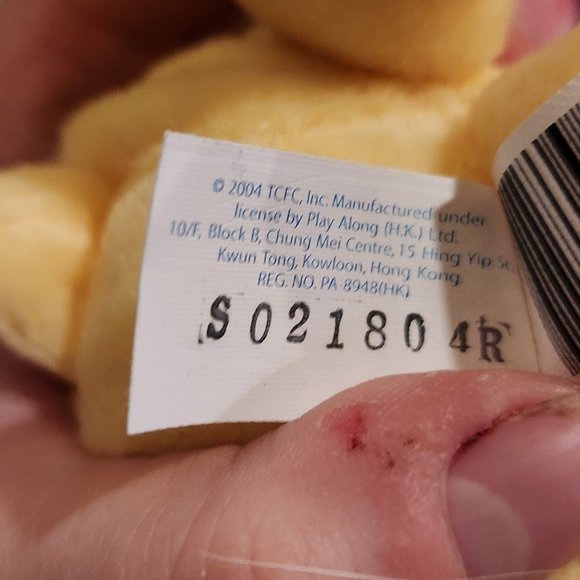 © 2004 TCFC, Inc. Manufactured under
license by Play Along (H.K.) Ltd.
10/F, Block B, Chung Mei Centre, 15 Hing Yip St.
Kwun Tong, Kowloon, Hong Kong.
REG. NO. PA-8948(HK)
S021804R